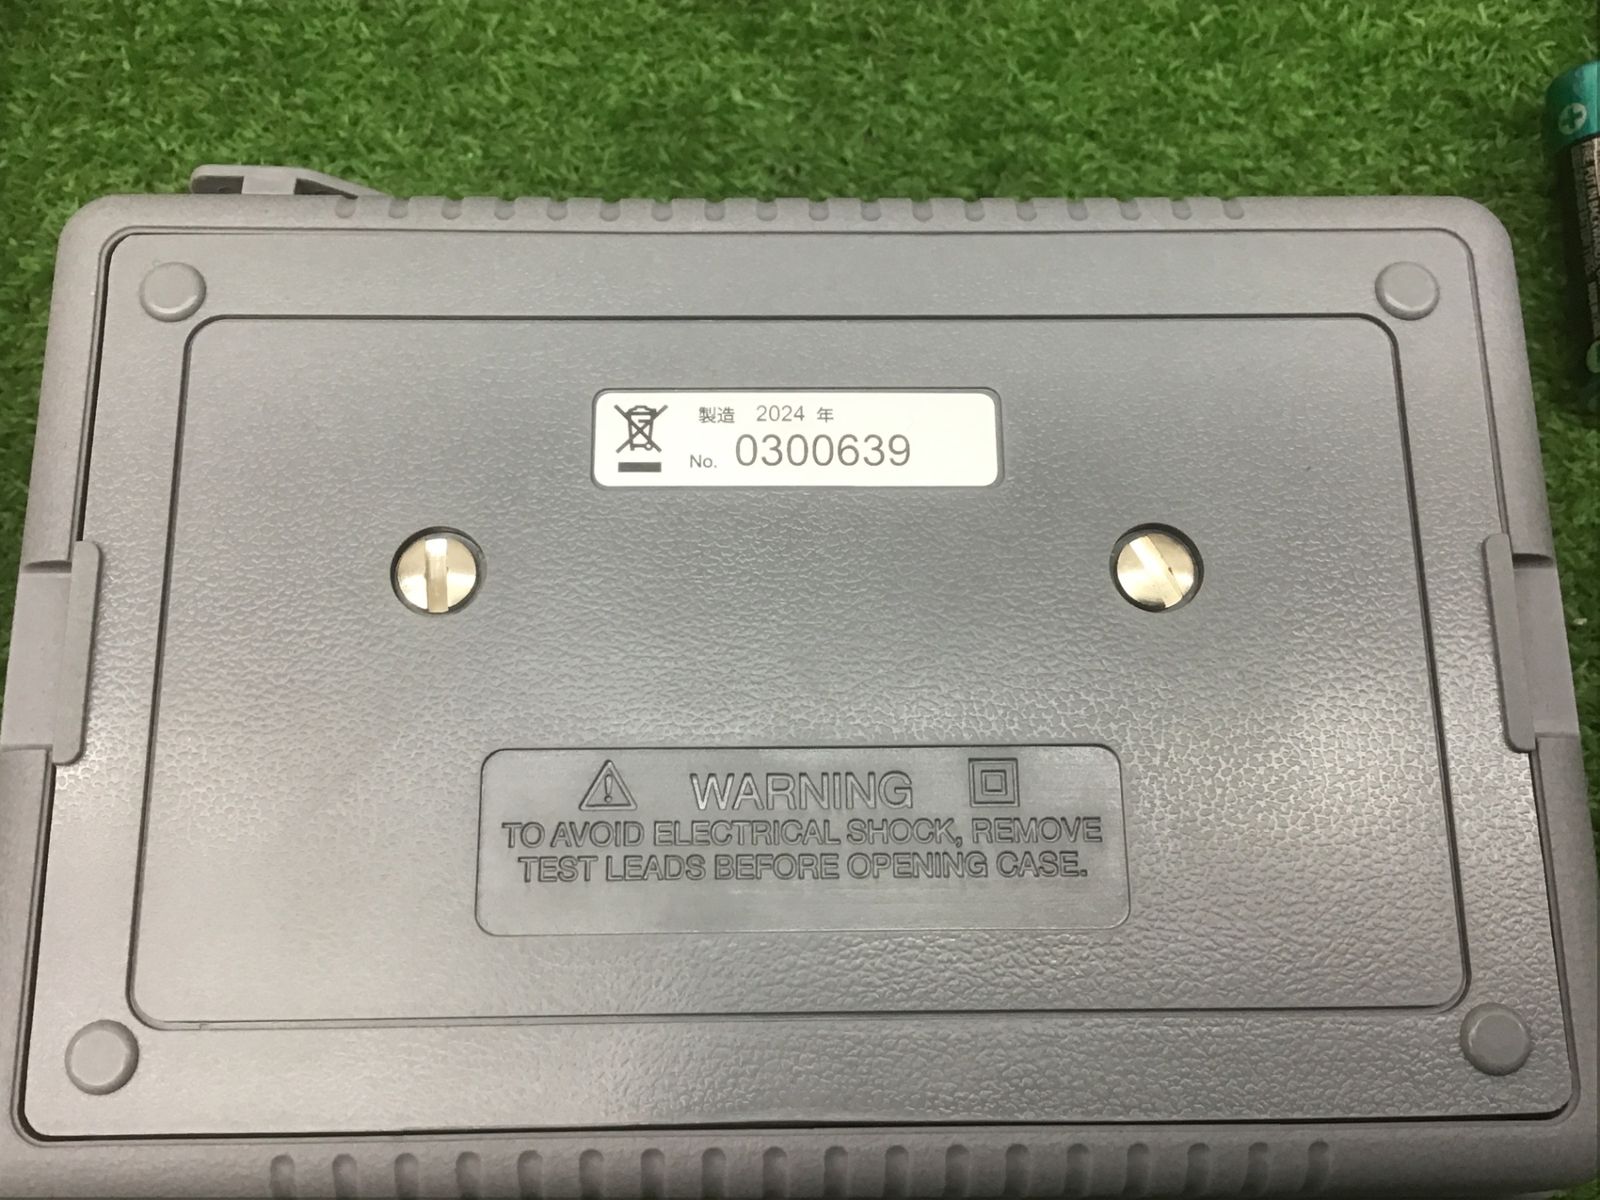 製造 2024 年
No. 0300639
WARNING
TO AVOID ELECTRICAL SHOCK, REMOVE
TEST LEADS BEFORE OPENING CASE.